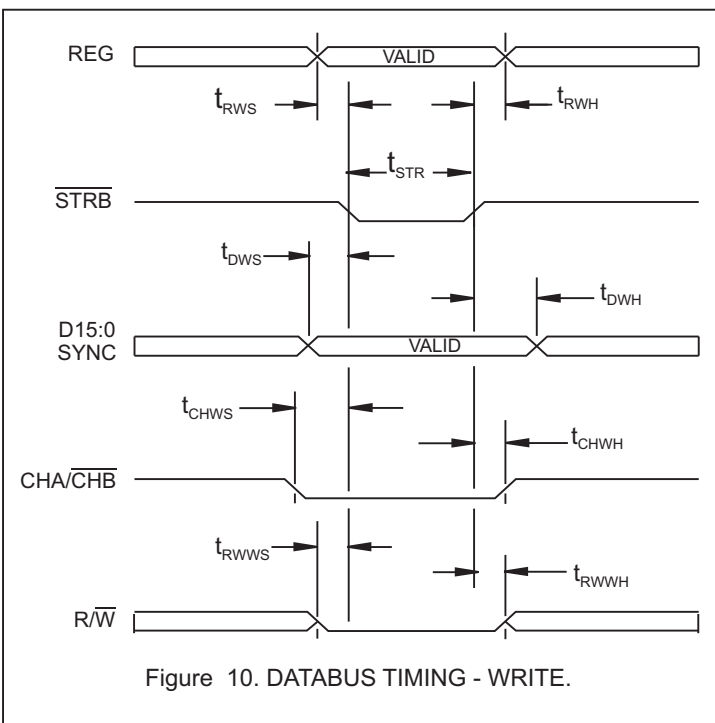 REG
VALID
tRWS
tRWH
tSTR
STRB
tDWS
tDWH
D15:0
SYNC
VALID
tCHWS
tCHWH
CHA/CHB
tRWWS
tRWWH
R/W
Figure 10. DATABUS TIMING - WRITE.